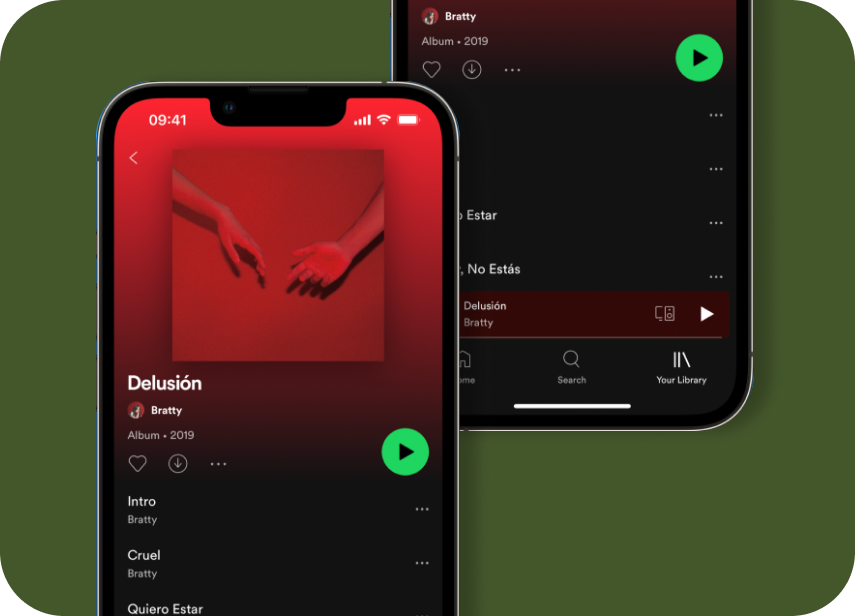 09:41
Delusión
Bratty
Album • 2019
Intro
Bratty
Cruel
Bratty
Quiero Estar
Bratty
Album • 2019
Estar
, No Estás
Delusión
Bratty
Search
Your Library